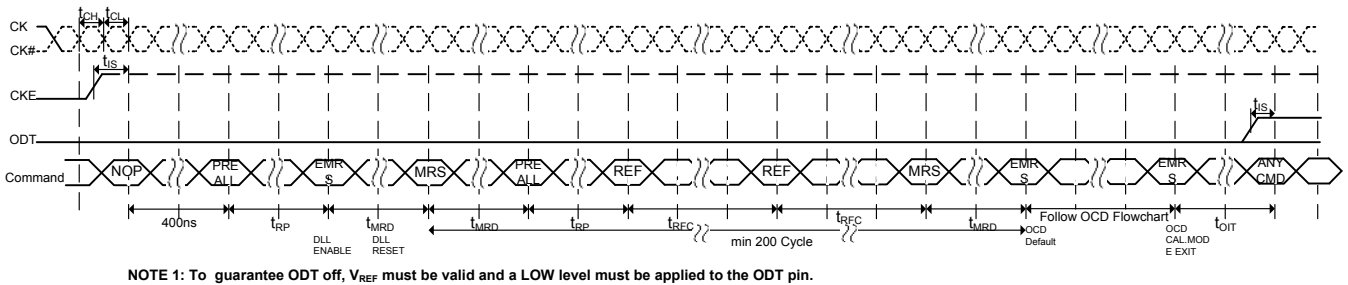 tCH tCL
CK
CK#
tIS
CKE
tIS
ODT
Command
NOP
PRE ALL
EMR S
MRS
PRE ALL
REF
REF
MRS
EMR S
EMR S
ANY CMD
400ns
tRP
tMRD
tMRD
tRP
tRFC
tRFC
tMRD
Follow OCD Flowchart
tOIT
DLL ENABLE
DLL RESET
min 200 Cycle
OCD Default
OCD CAL.MOD E EXIT
NOTE 1: To guarantee ODT off, VREF must be valid and a LOW level must be applied to the ODT pin.